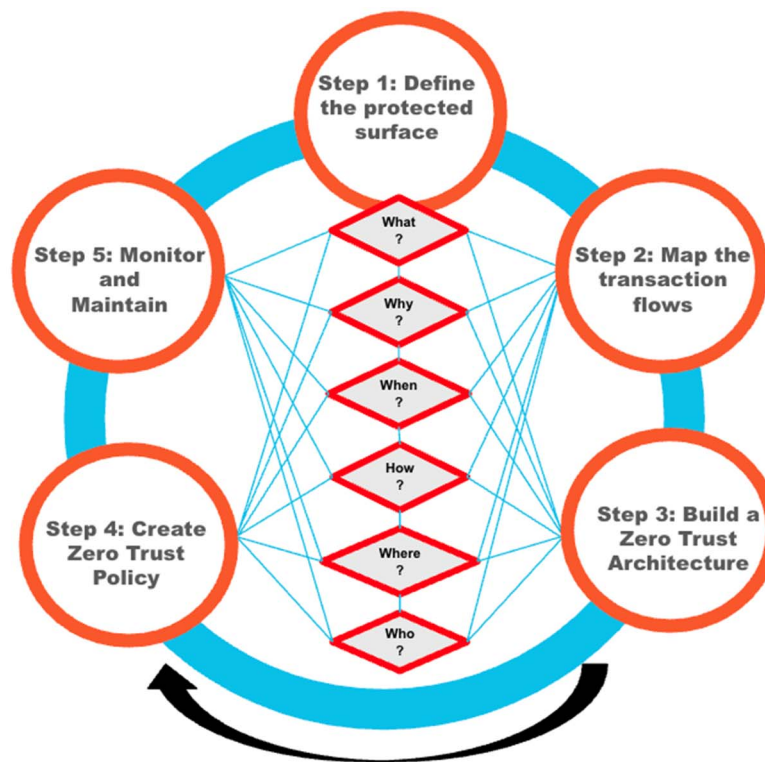 Step 1: Define
the protected
surface
What
?
Step 5: Monitor
and
Maintain
Step 2: Map the
transaction
flows
Why
?
When
?
How
?
Step 4: Create
Zero Trust
Policy
Step 3: Build a
Zero Trust
Architecture
Where
?
Who
?